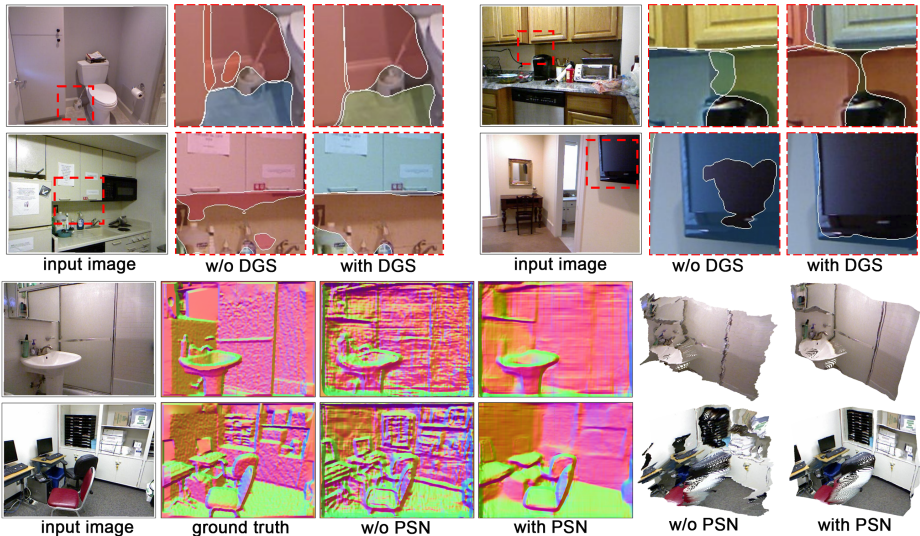 input image w/o DGS with DGS input image w/o DGS with DGS
input image ground truth w/o PSN with PSN w/o PSN with PSN